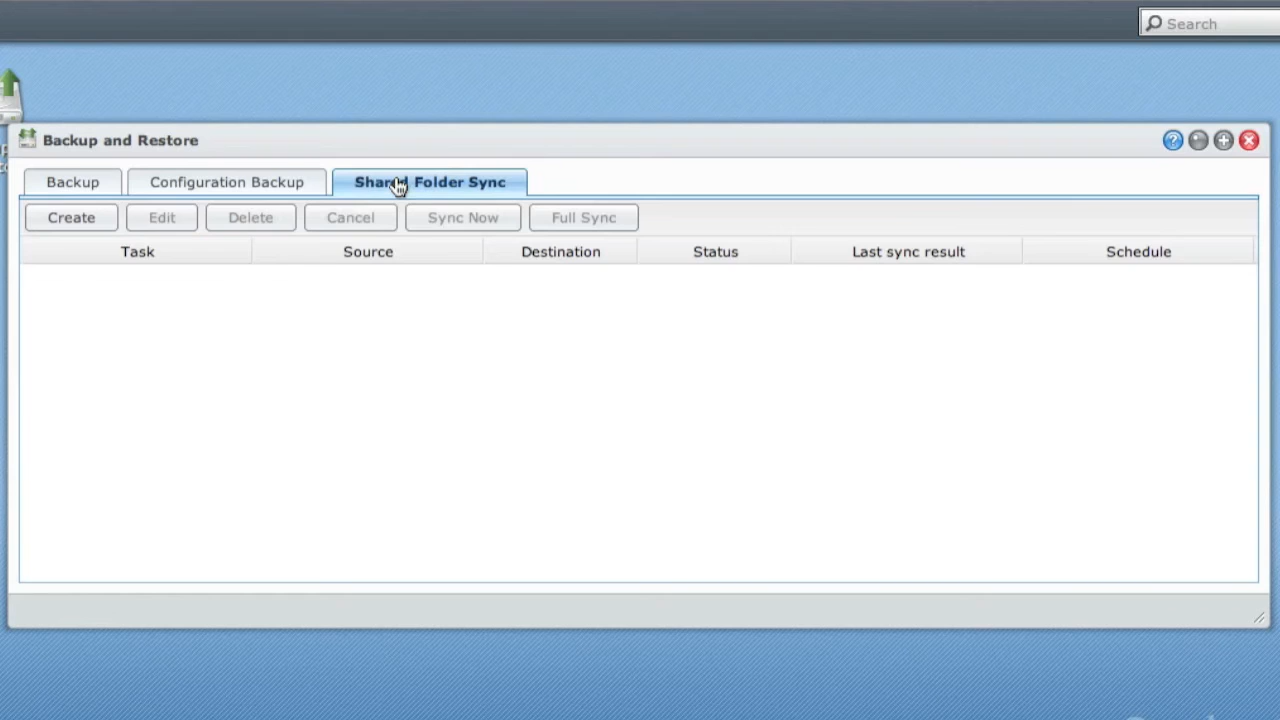 Search
Backup and Restore
Backup Configuration Backup Shared Folder Sync
Create Edit Delete Cancel Sync Now Full Sync
Task Source Destination Status Last sync result Schedule